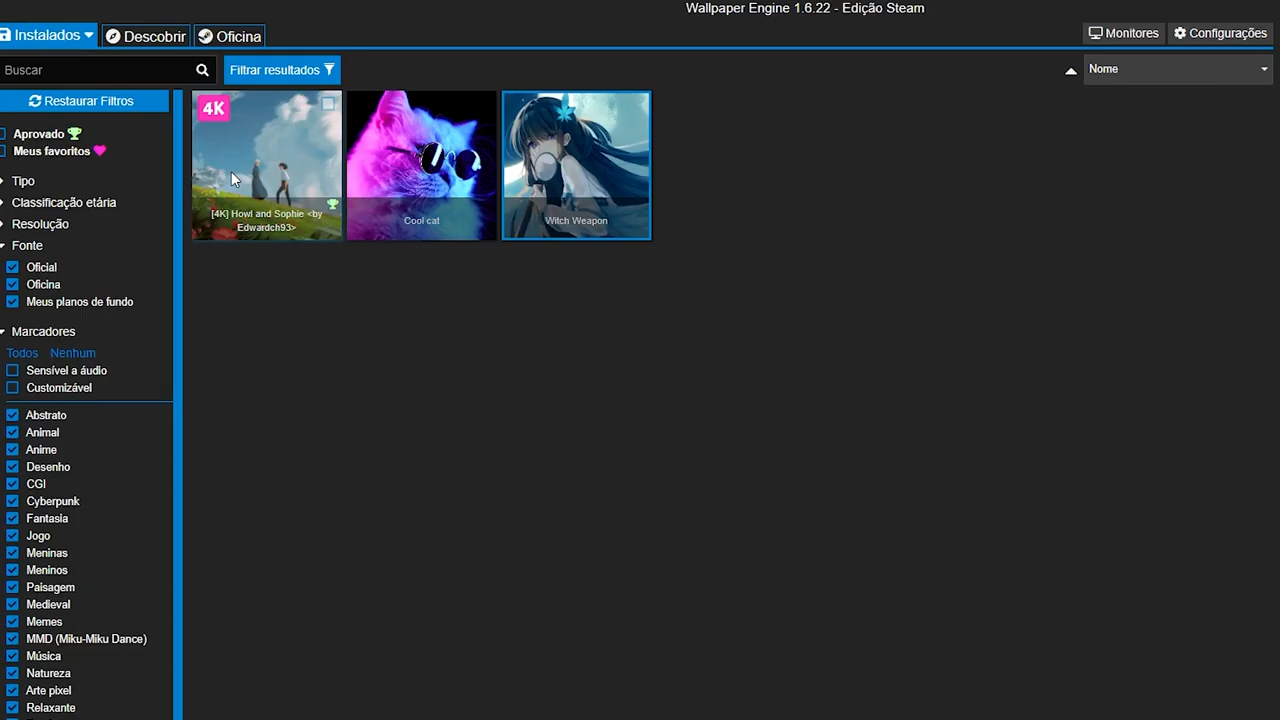 Wallpaper Engine 1.6.22 - Edição Steam
Instalados
Descobrir
Oficina
Monitores
Configurações
Buscar
Filtrar resultados
Nome
Restaurar Filtros
Aprovado
Meus favoritos
Tipo
Classificação etária
Resolução
Fonte
Oficial
Oficina
Meus planos de fundo
Marcadores
Todos Nenhum
Sensível a áudio
Customizável
Abstrato
Animal
Anime
Desenho
CGI
Cyberpunk
Fantasia
Jogo
Meninas
Meninos
Paisagem
Medieval
Memes
MMD (Miku-Miku Dance)
Música
Natureza
Arte pixel
Relaxante
4K
[4K] Howl and Sophie <by
Edwardch93>
Cool cat
Witch Weapon